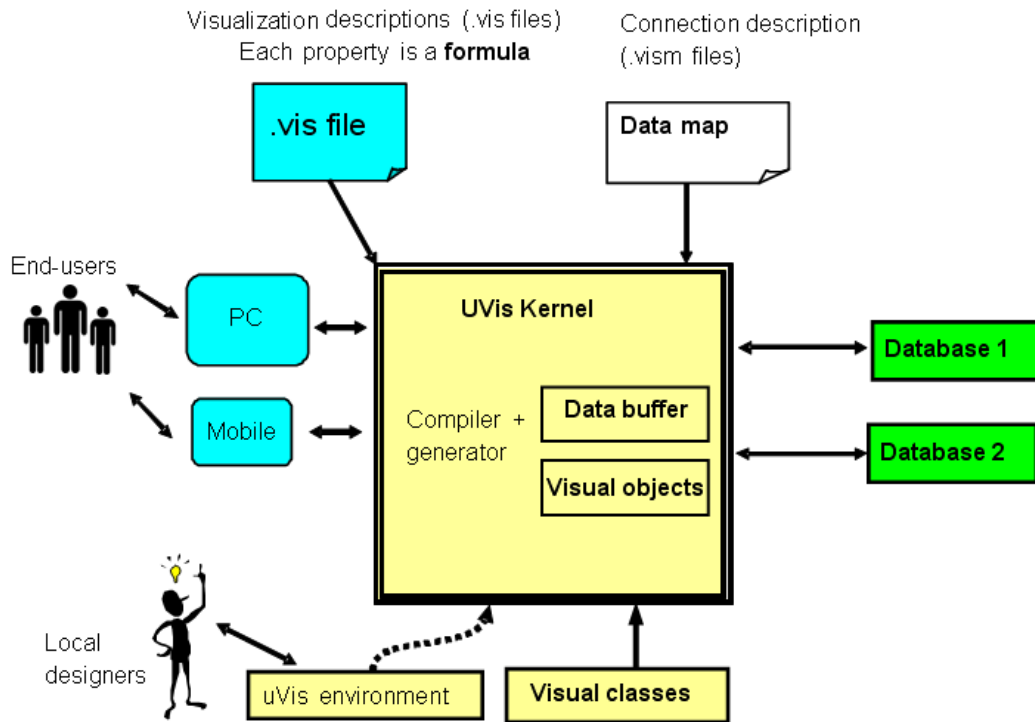 Visualization descriptions (.vis files)
Each property is a formula
Connection description
(.vism files)
.vis file
Data map
End-users
PC
Mobile
UVis Kernel
Compiler +
generator
Data buffer
Visual objects
Database 1
Database 2
Local
designers
uVis environment
Visual classes